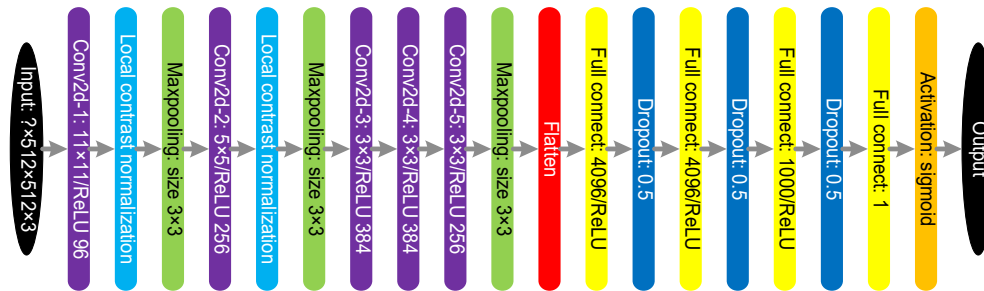 Input: ?×512×512×3
Conv2d-1: 11×11/ReLU 96
Local contrast normalization
Maxpooling: size 3×3
Conv2d-2: 5×5/ReLU 256
Local contrast normalization
Maxpooling: size 3×3
Conv2d-3: 3×3/ReLU 384
Conv2d-4: 3×3/ReLU 384
Conv2d-5: 3×3/ReLU 256
Maxpooling: size 3×3
Flatten
Full connect: 4096/ReLU
Dropout: 0.5
Full connect: 4096/ReLU
Dropout: 0.5
Full connect: 1000/ReLU
Dropout: 0.5
Full connect: 1
Activation: sigmoid
Output